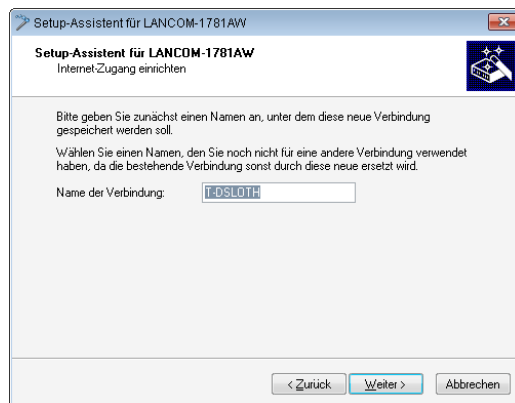 Setup-Assistent für LANCOM-1781AW
Setup-Assistent für LANCOM-1781AW
Internet-Zugang einrichten
Bitte geben Sie zunächst einen Namen an, unter dem diese neue Verbindung
gespeichert werden soll.
Wählen Sie einen Namen, den Sie noch nicht für eine andere Verbindung verwendet
haben, da die bestehende Verbindung sonst durch diese neue ersetzt wird.
Name der Verbindung: T-DSLOTH
< Zurück Weiter > Abbrechen